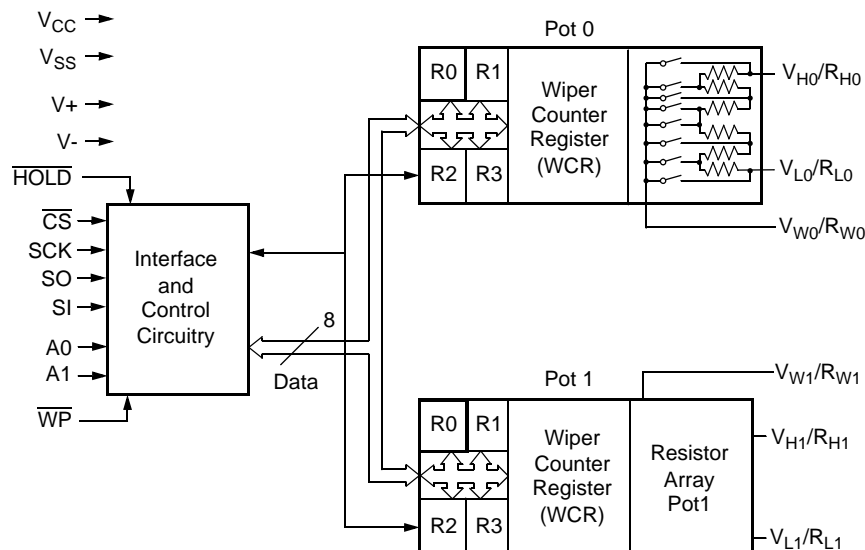 VCC
VSS
V+
V-
HOLD
CS
SCK
SO
SI
A0
A1
WP
Interface
and
Control
Circuitry
8
Data
Pot 0
R0 R1
R2 R3
Wiper
Counter
Register
(WCR)
VH0/RH0
VL0/RL0
VW0/RW0
Pot 1
R0 R1
R2 R3
Wiper
Counter
Register
(WCR)
Resistor
Array
Pot1
VW1/RW1
VH1/RH1
VL1/RL1